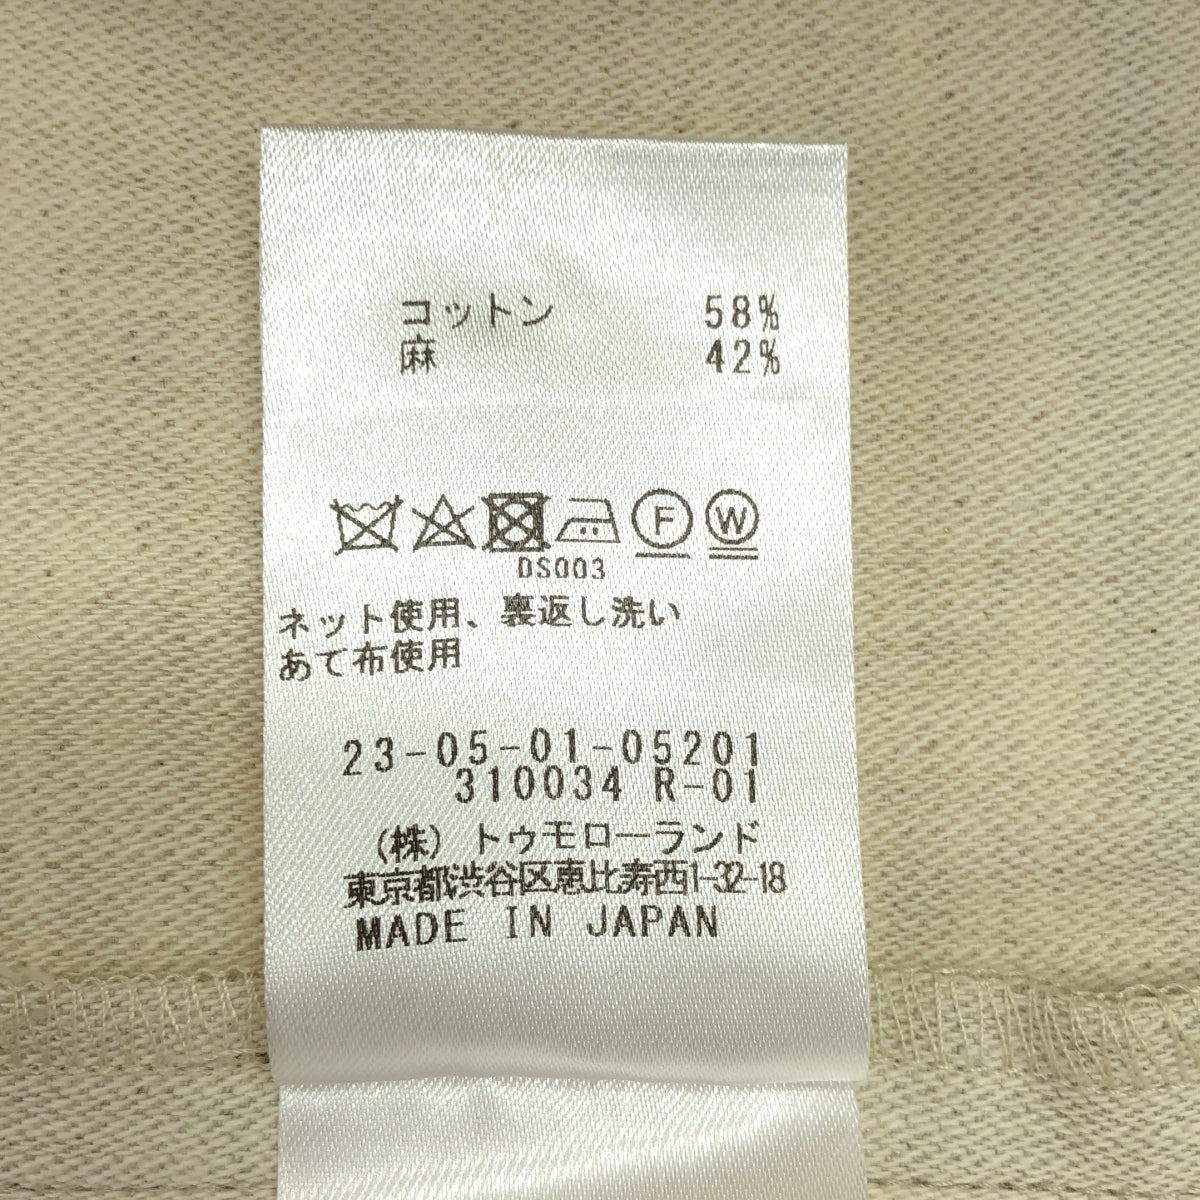 コットン 58%
麻 42%
F W
DS003
ネット使用、裏返し洗い
あて布使用
23-05-01-05201
310034 R-01
(株) トゥモローランド
東京都渋谷区恵比寿西1-32-18
MADE IN JAPAN